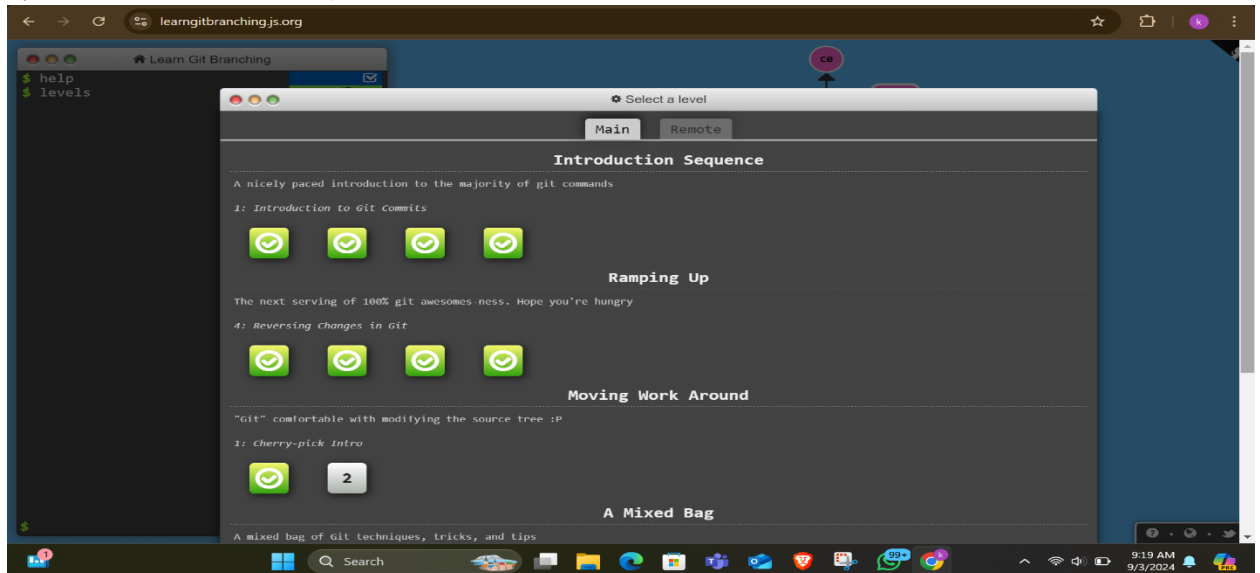 learngitbranching.js.org
k
Learn Git Branching
$ help
$ levels
C0
Select a level
Main Remote
Introduction Sequence
A nicely paced introduction to the majority of git commands
1: Introduction to Git Commits
Ramping Up
The next serving of 100% git awesomes-ness. Hope you're hungry
4: Reversing Changes in Git
Moving Work Around
"Git" comfortable with modifying the source tree :P
1: Cherry-pick Intro
2
A Mixed Bag
A mixed bag of Git techniques, tricks, and tips
$
1
Search
99+
9:19 AM
9/3/2024
PRE